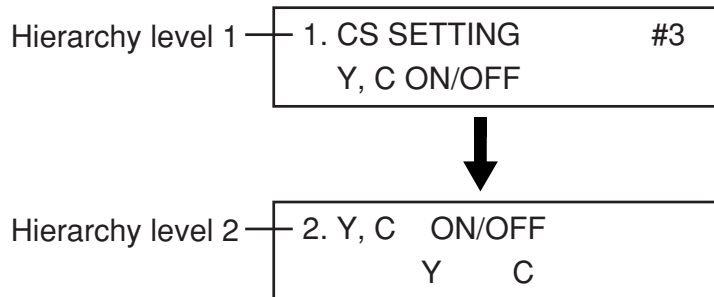 Hierarchy level 1 1. CS SETTING #3
Y, C ON/OFF
Hierarchy level 2 2. Y, C ON/OFF
Y C